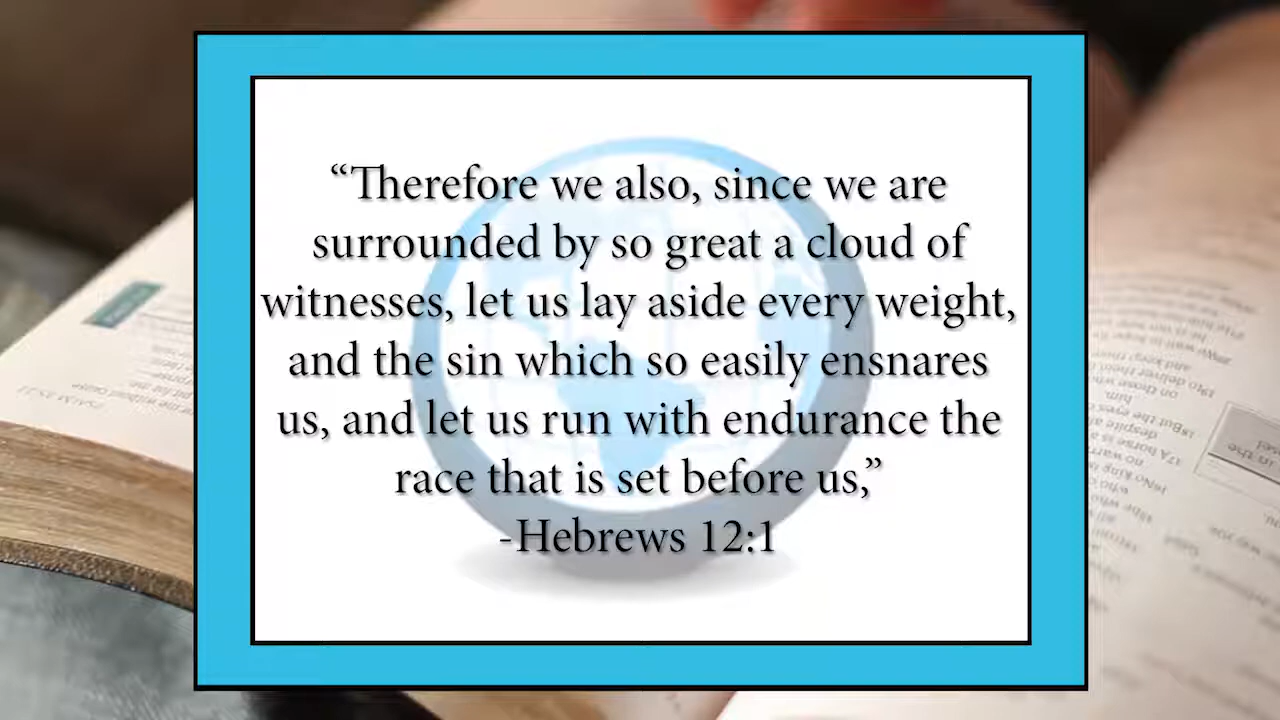 “Therefore we also, since we are
surrounded by so great a cloud of
witnesses, let us lay aside every weight,
and the sin which so easily ensnares
us, and let us run with endurance the
race that is set before us,”
-Hebrews 12:1